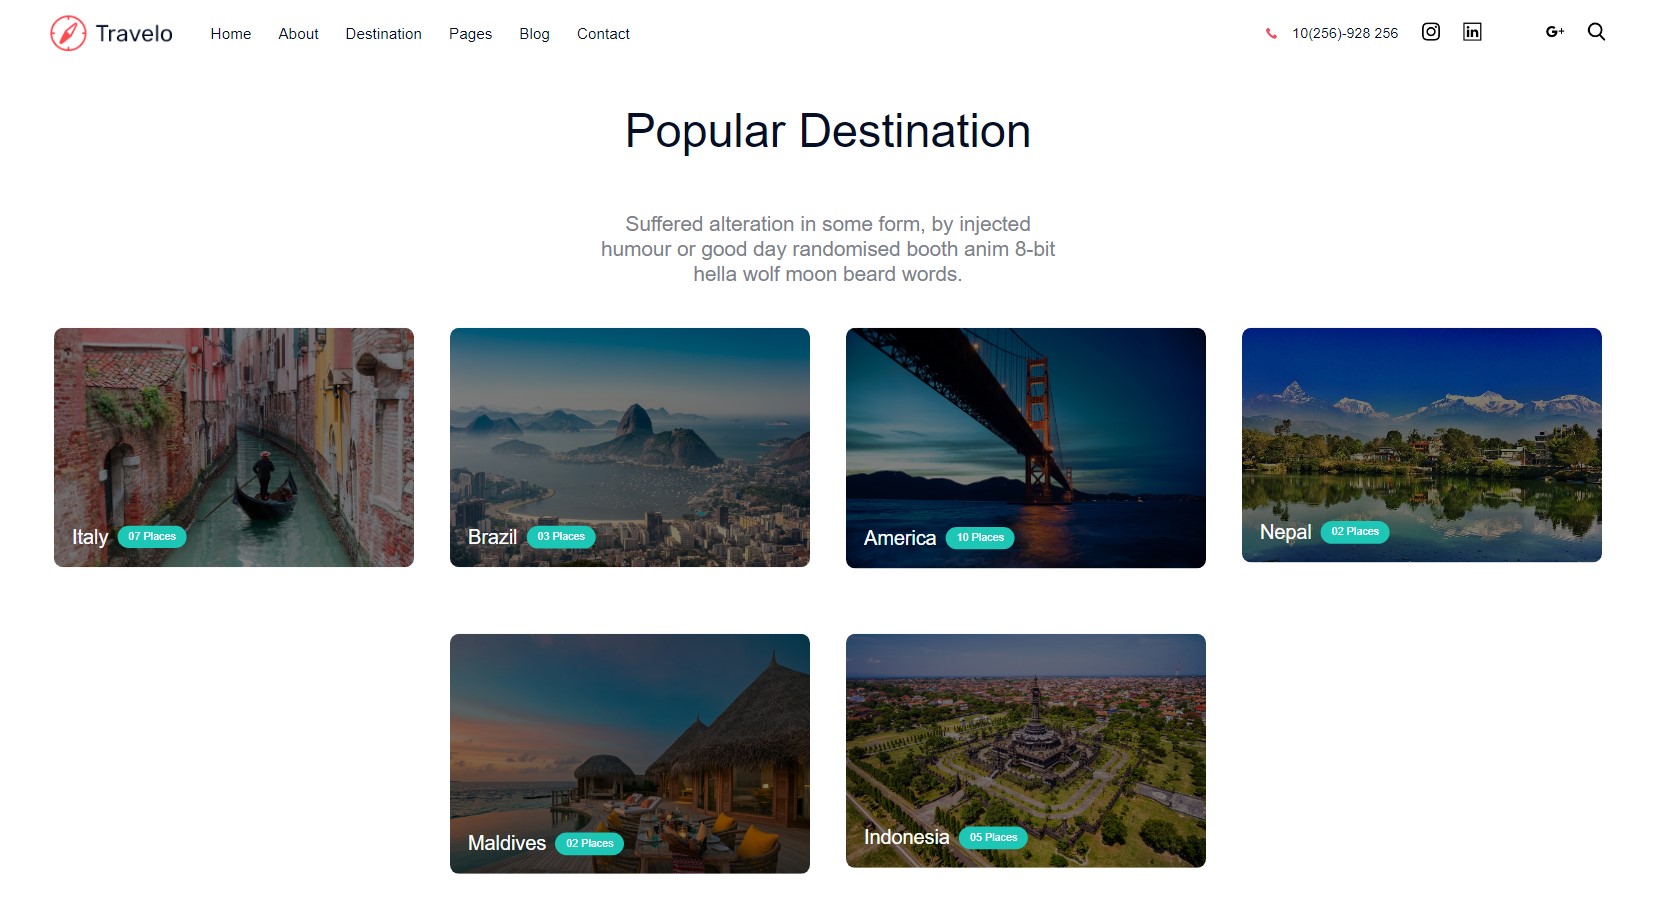 Travelo
Home About Destination Pages Blog Contact
10(256)-928 256
G+
Popular Destination
Suffered alteration in some form, by injected
humour or good day randomised booth anim 8-bit
hella wolf moon beard words.
Italy 07 Places
Brazil 03 Places
America 10 Places
Nepal 02 Places
Maldives 02 Places
Indonesia 05 Places